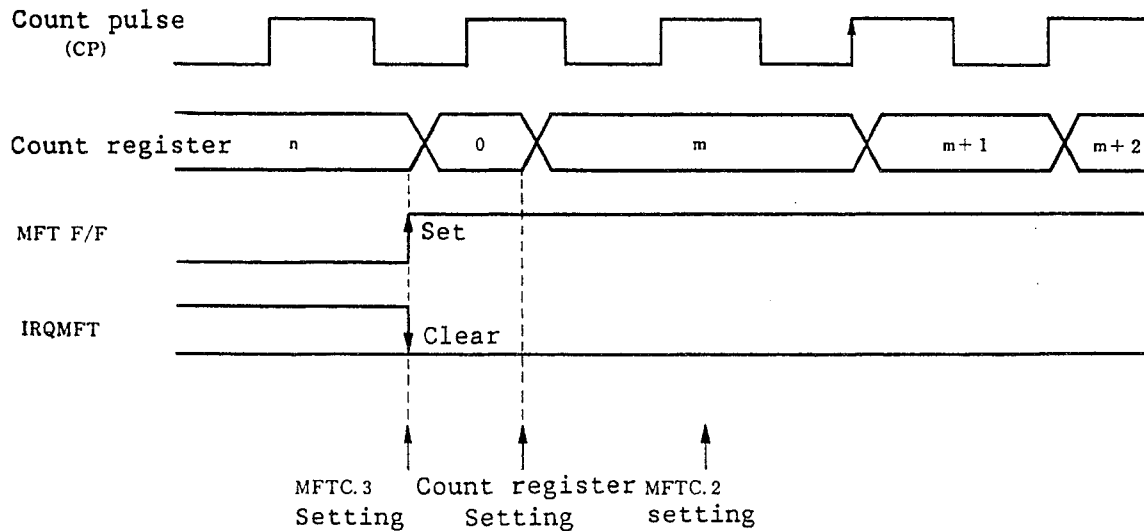 Count pulse
(CP)
Count register
n
0
m
m+1
m+2
MFT F/F
Set
IRQMFT
Clear
MFTC.3
Setting
Count register
Setting
MFTC.2
setting